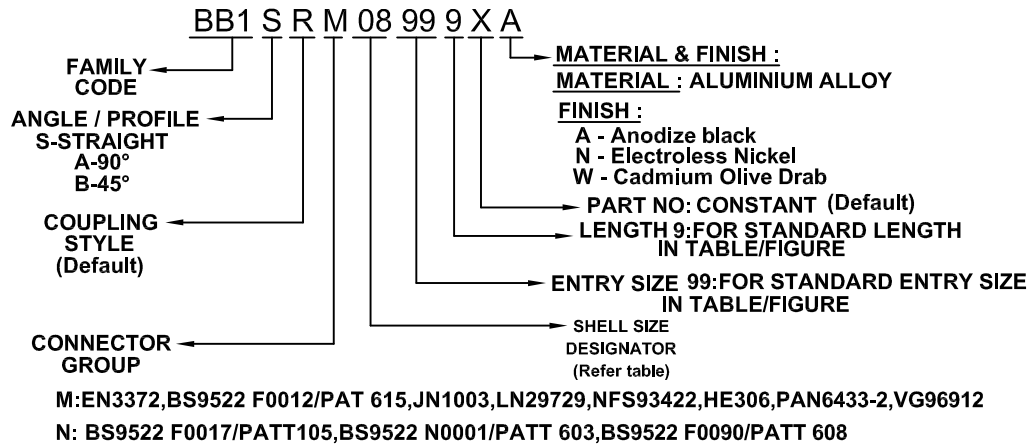 BB1 S R M 08 99 9 X A
FAMILY
CODE
MATERIAL & FINISH :
MATERIAL : ALUMINIUM ALLOY
FINISH :
A - Anodize black
N - Electroless Nickel
W - Cadmium Olive Drab
ANGLE / PROFILE
S-STRAIGHT
A-90°
B-45°
PART NO: CONSTANT (Default)
COUPLING
STYLE
(Default)
LENGTH 9:FOR STANDARD LENGTH
IN TABLE/FIGURE
ENTRY SIZE 99:FOR STANDARD ENTRY SIZE
IN TABLE/FIGURE
SHELL SIZE
DESIGNATOR
(Refer table)
CONNECTOR
GROUP
M:EN3372,BS9522 F0012/PAT 615,JN1003,LN29729,NFS93422,HE306,PAN6433-2,VG96912
N: BS9522 F0017/PATT105,BS9522 N0001/PATT 603,BS9522 F0090/PATT 608